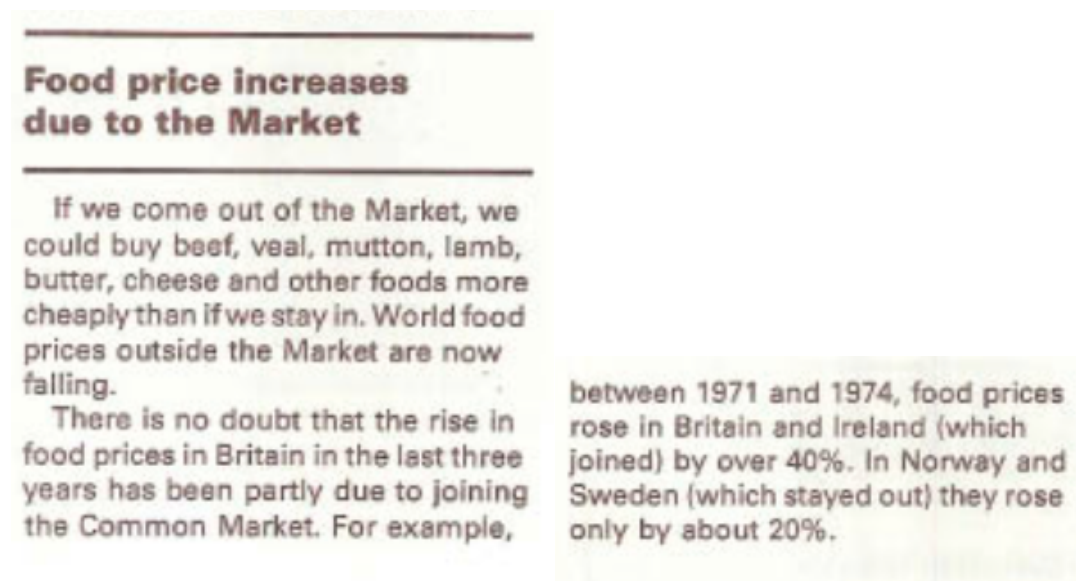 Food price increases
due to the Market
If we come out of the Market, we
could buy beef, veal, mutton, lamb,
butter, cheese and other foods more
cheaply than if we stay in. World food
prices outside the Market are now
falling.
There is no doubt that the rise in
food prices in Britain in the last three
years has been partly due to joining
the Common Market. For example,
between 1971 and 1974, food prices
rose in Britain and Ireland (which
joined) by over 40%. In Norway and
Sweden (which stayed out) they rose
only by about 20%.